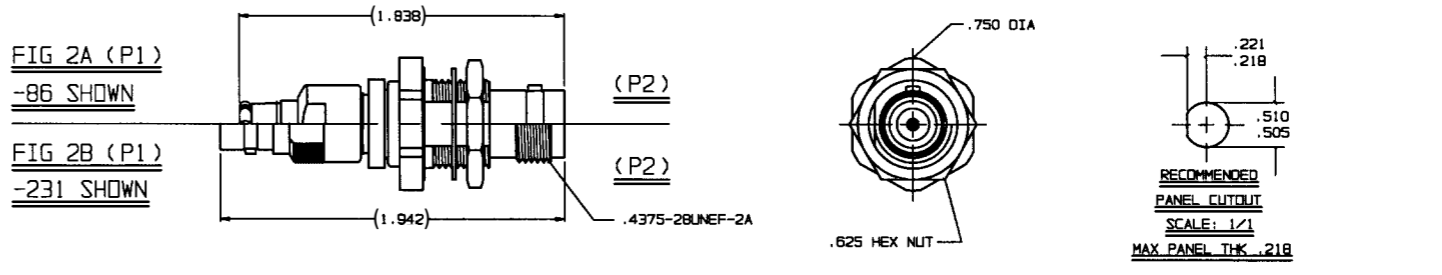 (1.838)
FIG 2A (P1)
-86 SHOWN
(P2)
FIG 2B (P1)
-231 SHOWN
(P2)
(1.942)
.4375-28UNEF-2A
.750 DIA
.625 HEX NUT
.221
.218
.510
.505
RECOMMENDED
PANEL CUTOUT
SCALE: 1/1
MAX PANEL THK .218